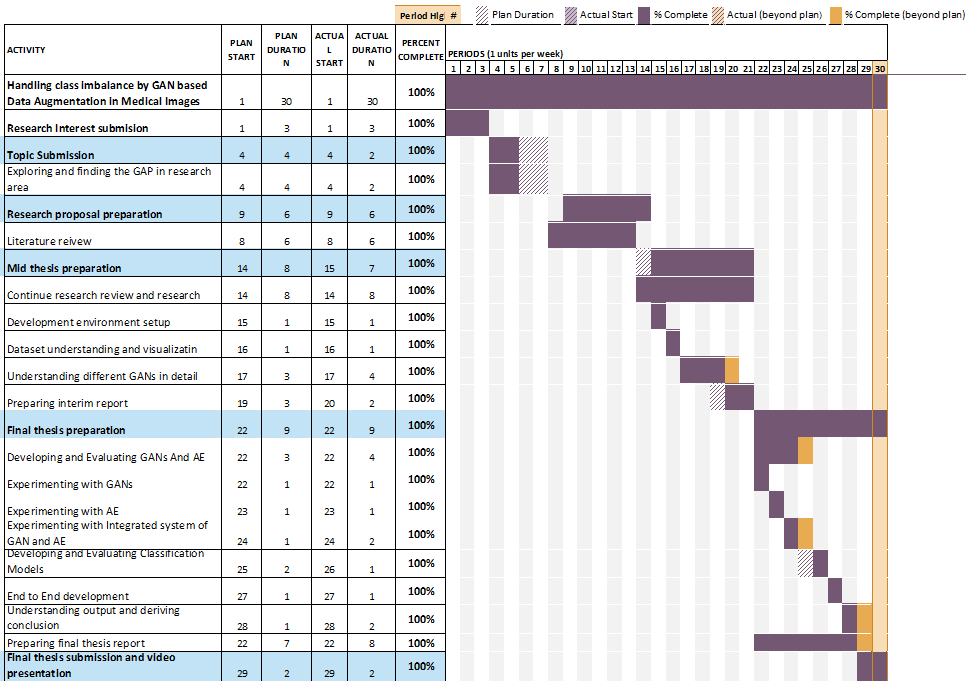 Period Hig #
Plan Duration
Actual Start
% Complete
Actual (beyond plan)
% Complete (beyond plan)
ACTIVITY
PLAN
START
PLAN
DURATIO
N
ACTUA
L
START
ACTUAL
DURATIO
N
PERCENT
COMPLETE
PERIODS (1 units per week)
1 2 3 4 5 6 7 8 9 10 11 12 13 14 15 16 17 18 19 20 21 22 23 24 25 26 27 28 29 30
Handling class imbalance by GAN based
Data Augmentation in Medical Images 1 30 1 30 100%
Research Interest submision 1 3 1 3 100%
Topic Submission 4 4 4 2 100%
Exploring and finding the GAP in research
area 4 4 4 2 100%
Research proposal preparation 9 6 9 6 100%
Literature reivew 8 6 8 6 100%
Mid thesis preparation 14 8 15 7 100%
Continue research review and research 14 8 14 8 100%
Development environment setup 15 1 15 1 100%
Dataset understanding and visualizatin 16 1 16 1 100%
Understanding different GANs in detail 17 3 17 4 100%
Preparing interim report 19 3 20 2 100%
Final thesis preparation 22 9 22 9 100%
Developing and Evaluating GANs And AE 22 3 22 4 100%
Experimenting with GANs 22 1 22 1 100%
Experimenting with AE 23 1 23 1 100%
Experimenting with Integrated system of
GAN and AE 24 1 24 2 100%
Developing and Evaluating Classification
Models 25 2 26 1 100%
End to End development 27 1 27 1 100%
Understanding output and deriving
conclusion 28 1 28 2 100%
Preparing final thesis report 22 7 22 8 100%
Final thesis submission and video
presentation 29 2 29 2 100%